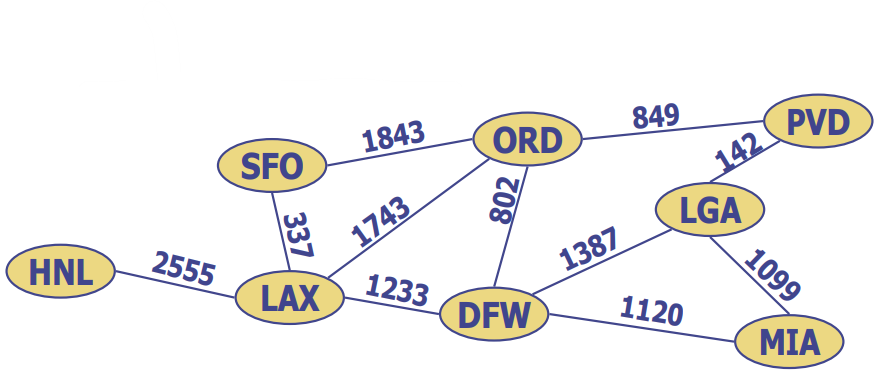 PVD
849
1843
ORD
142
SFO
802
LGA
337
1743
1387
HNL
2555
1099
LAX
1233
DFW
1120
MIA